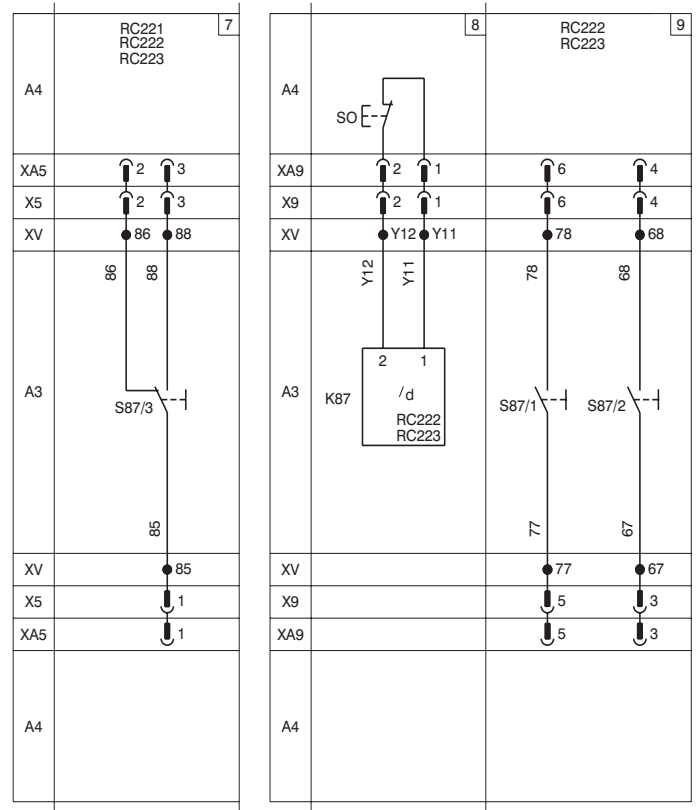 RC221
RC222
RC223
7
A4
XA5 2 3
X5 2 3
XV 86 88
86 88
A3
S87/3
85
XV 85
X5 1
XA5 1
A4
8
RC222
RC223
9
A4
SO
XA9 2 1 6 4
X9 2 1 6 4
XV Y12 Y11 78 68
Y12 Y11 78 68
2 1
A3
K87
/d
RC222
RC223
S87/1
S87/2
77 67
XV 77 67
X9 5 3
XA9 5 3
A4